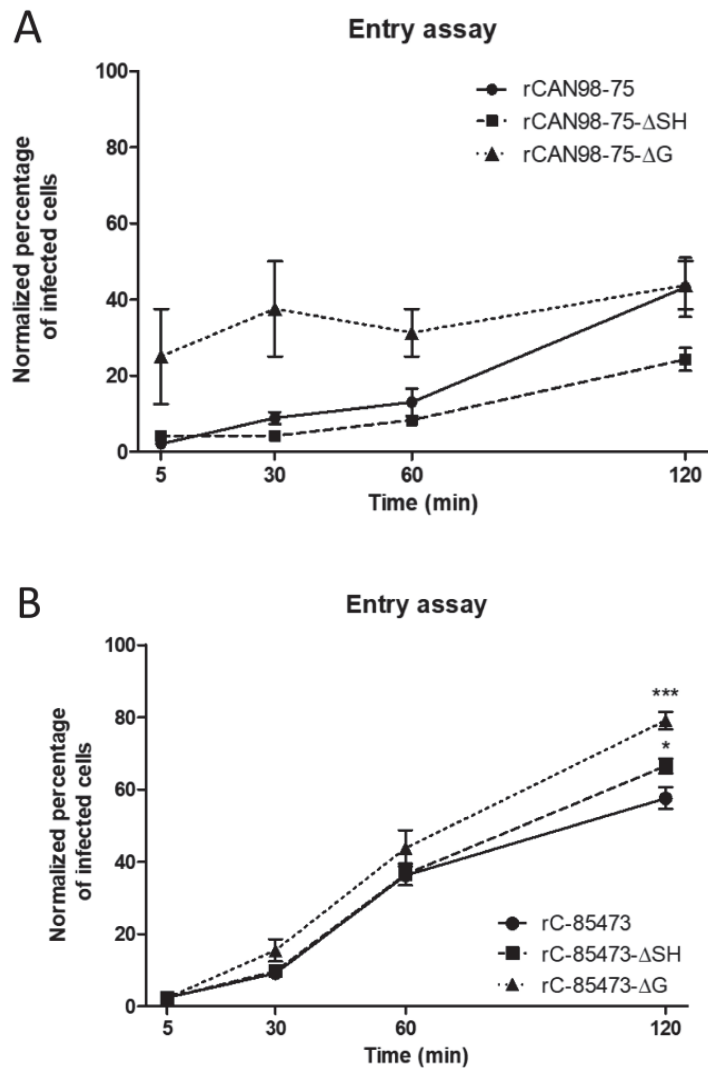 A
Entry assay
100
80
60
40
20
0
Normalized percentage
of infected cells
rCAN98-75
rCAN98-75-ΔSH
rCAN98-75-ΔG
5
30
60
120
Time (min)
B
Entry assay
100
80
60
40
20
0
Normalized percentage
of infected cells
***
*
rC-85473
rC-85473-ΔSH
rC-85473-ΔG
5
30
60
120
Time (min)